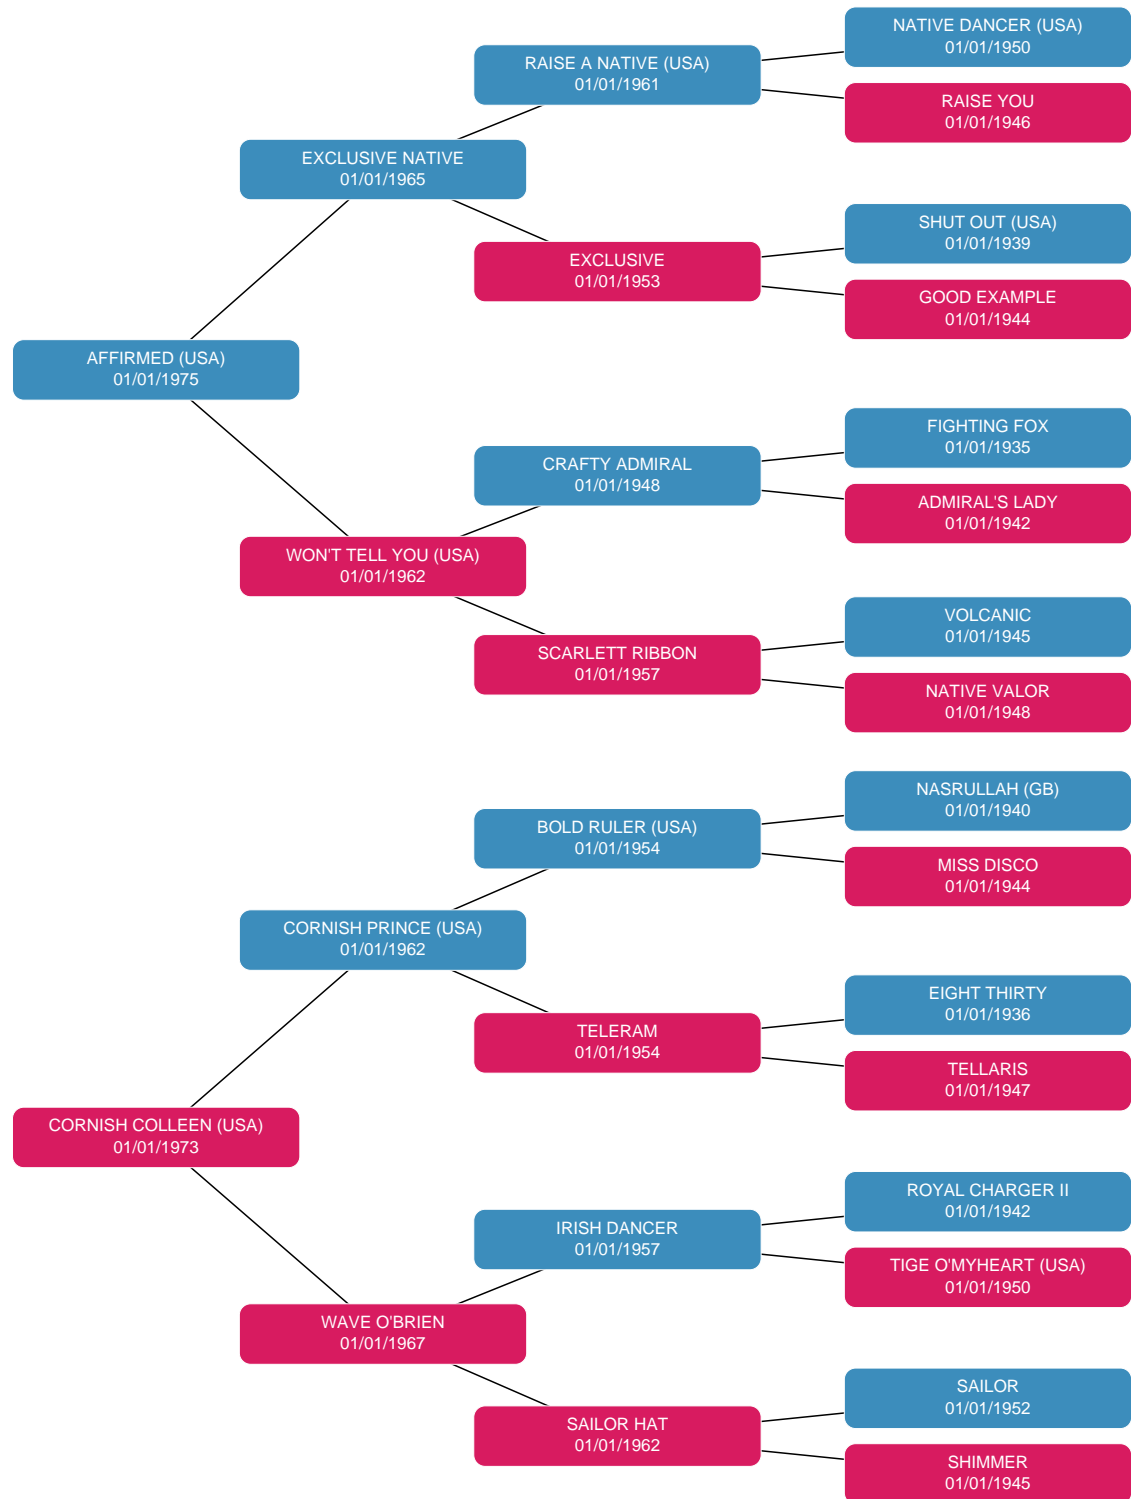 NATIVE DANCER (USA)
01/01/1950
RAISE A NATIVE (USA)
01/01/1961
RAISE YOU
01/01/1946
EXCLUSIVE NATIVE
01/01/1965
SHUT OUT (USA)
01/01/1939
EXCLUSIVE
01/01/1953
GOOD EXAMPLE
01/01/1944
AFFIRMED (USA)
01/01/1975
FIGHTING FOX
01/01/1935
CRAFTY ADMIRAL
01/01/1948
ADMIRAL'S LADY
01/01/1942
WON'T TELL YOU (USA)
01/01/1962
VOLCANIC
01/01/1945
SCARLETT RIBBON
01/01/1957
NATIVE VALOR
01/01/1948
NASRULLAH (GB)
01/01/1940
BOLD RULER (USA)
01/01/1954
MISS DISCO
01/01/1944
CORNISH PRINCE (USA)
01/01/1962
EIGHT THIRTY
01/01/1936
TELERAM
01/01/1954
TELLARIS
01/01/1947
CORNISH COLLEEN (USA)
01/01/1973
ROYAL CHARGER II
01/01/1942
IRISH DANCER
01/01/1957
TIGE O'MYHEART (USA)
01/01/1950
WAVE O'BRIEN
01/01/1967
SAILOR
01/01/1952
SAILOR HAT
01/01/1962
SHIMMER
01/01/1945